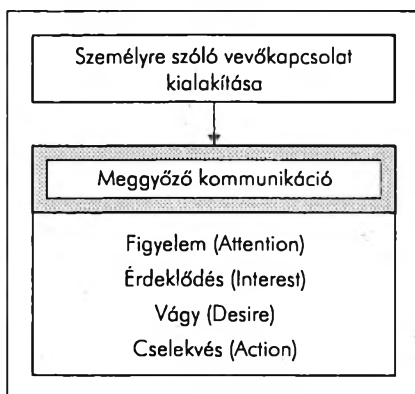 Személyre szóló vevőkapcsolat
kialakítása
Meggyőző kommunikáció
Figyelem (Attention)
Érdeklődés (Interest)
Vágy (Desire)
Cselekvés (Action)